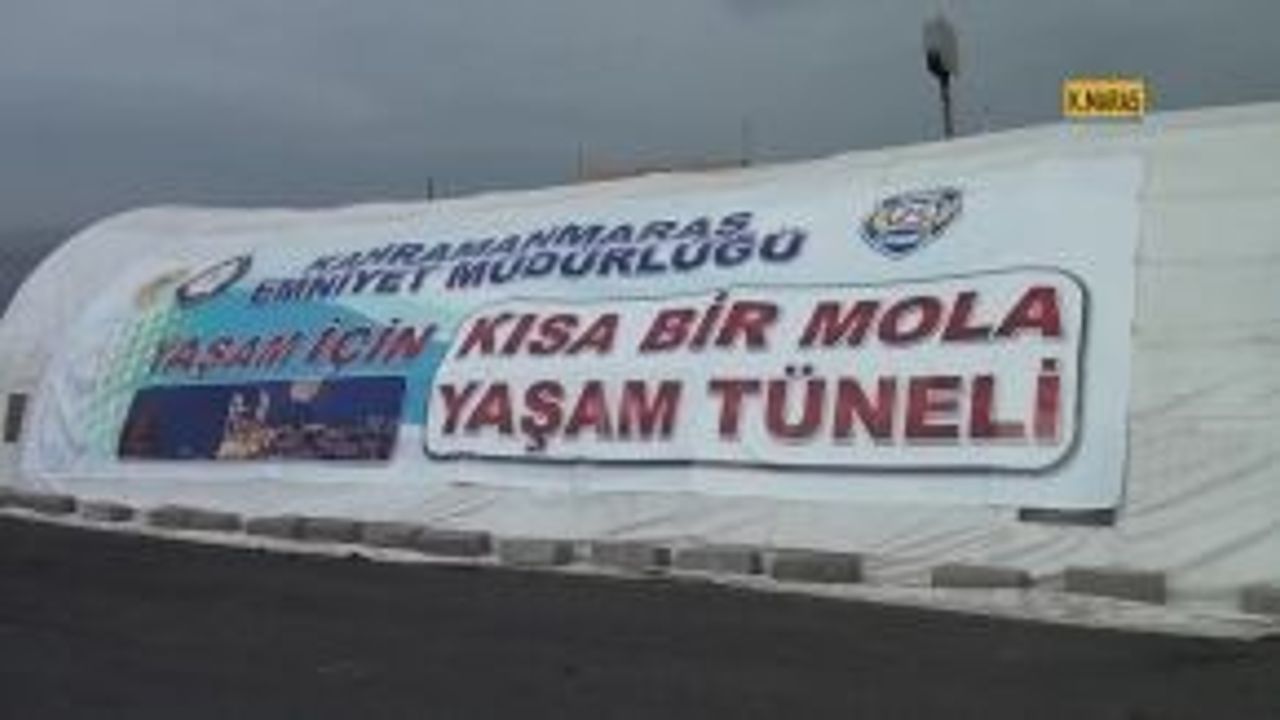 K.MARAŞ
KAHRAMANMARAŞ
EMNİYET MÜDÜRLÜĞÜ
YAŞAM İÇİN
KISA BİR MOLA
YAŞAM TÜNELİ